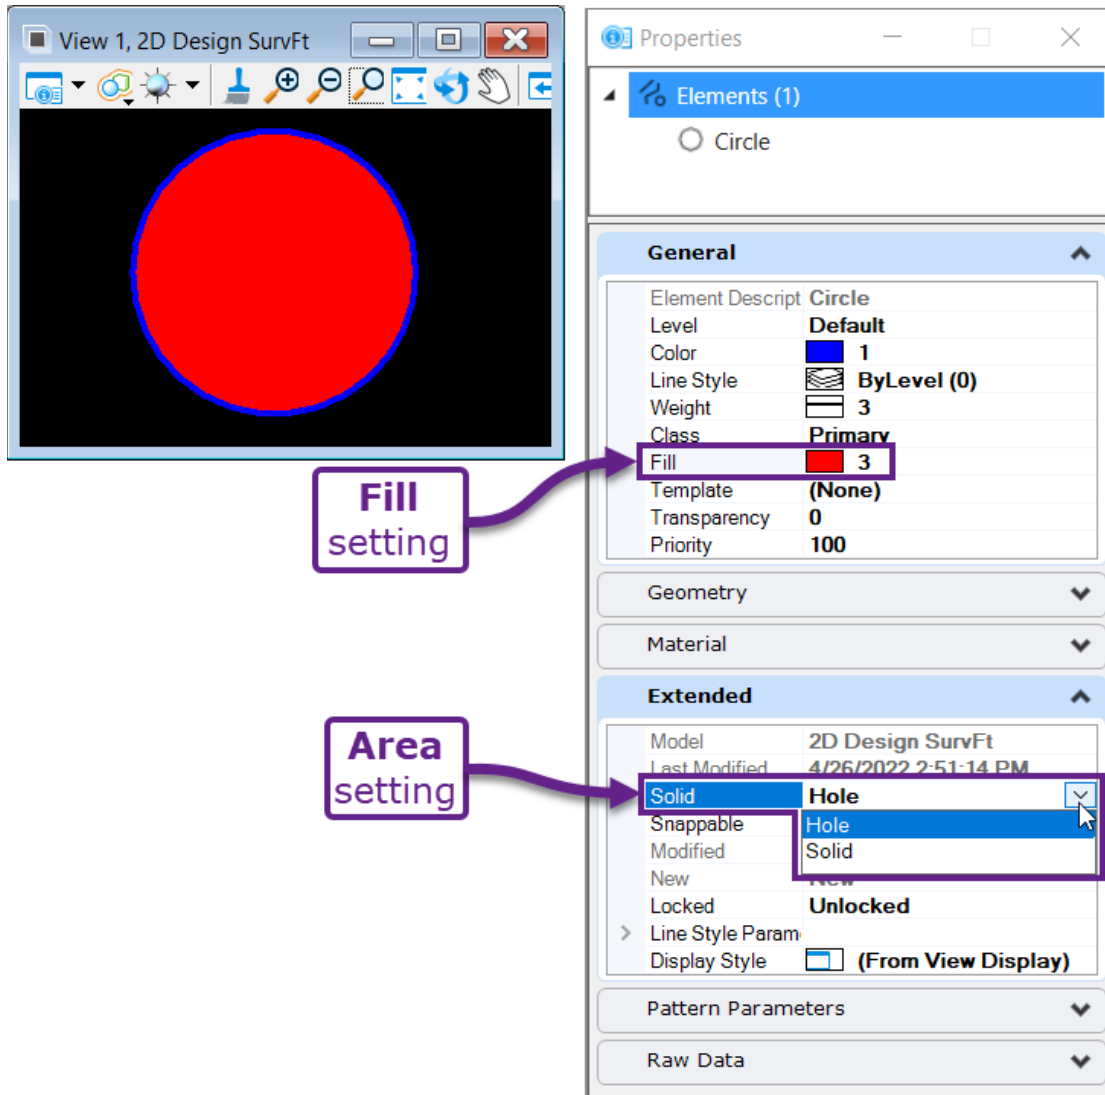 View 1, 2D Design SurvFt
Properties
Elements (1)
Circle
General
Element Descript Circle
Level Default
Color 1
Line Style ByLevel (0)
Weight 3
Class Primary
Fill 3
Template (None)
Transparency 0
Priority 100
Fill
setting
Geometry
Material
Extended
Model 2D Design SurvFt
Last Modified 4/26/2022 2:51:14 PM
Solid Hole
Snappable Hole
Modified Solid
New New
Locked Unlocked
Line Style Param
Display Style (From View Display)
Area
setting
Pattern Parameters
Raw Data